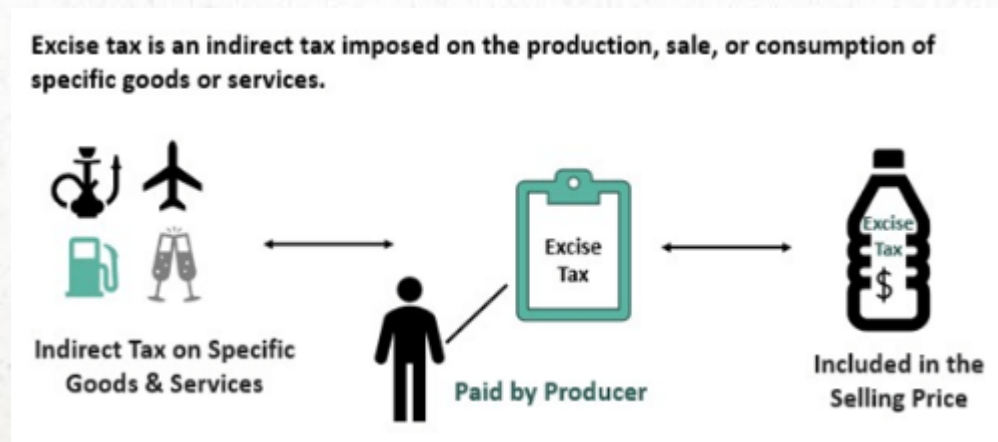 Excise tax is an indirect tax imposed on the production, sale, or consumption of
specific goods or services.
Indirect Tax on Specific
Goods & Services
Excise
Tax
Paid by Producer
Excise
Tax
$
Included in the
Selling Price